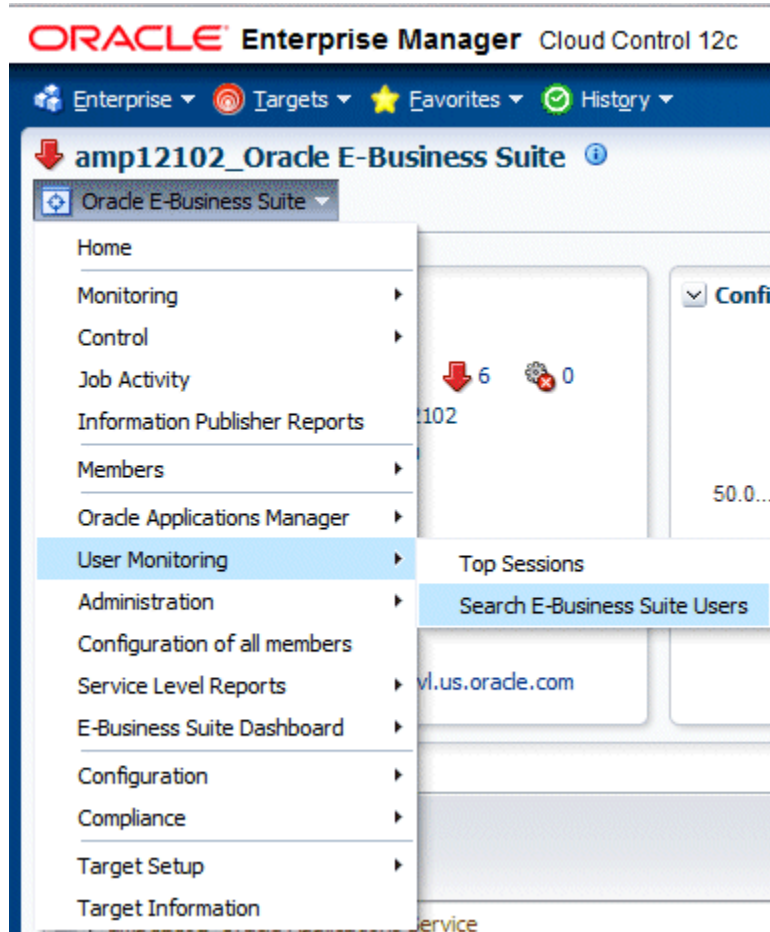 ORACLE Enterprise Manager Cloud Control 12c
Enterprise Targets Favorites History
amp12102_Oracle E-Business Suite
Oracle E-Business Suite
Home
Monitoring
Control
Job Activity
Information Publisher Reports
Members
Oracle Applications Manager
User Monitoring
Administration
Configuration of all members
Service Level Reports
E-Business Suite Dashboard
Configuration
Compliance
Target Setup
Target Information
Top Sessions
Search E-Business Suite Users
6 0
2102
Confi
50.0...
vl.us.oracle.com
ervice